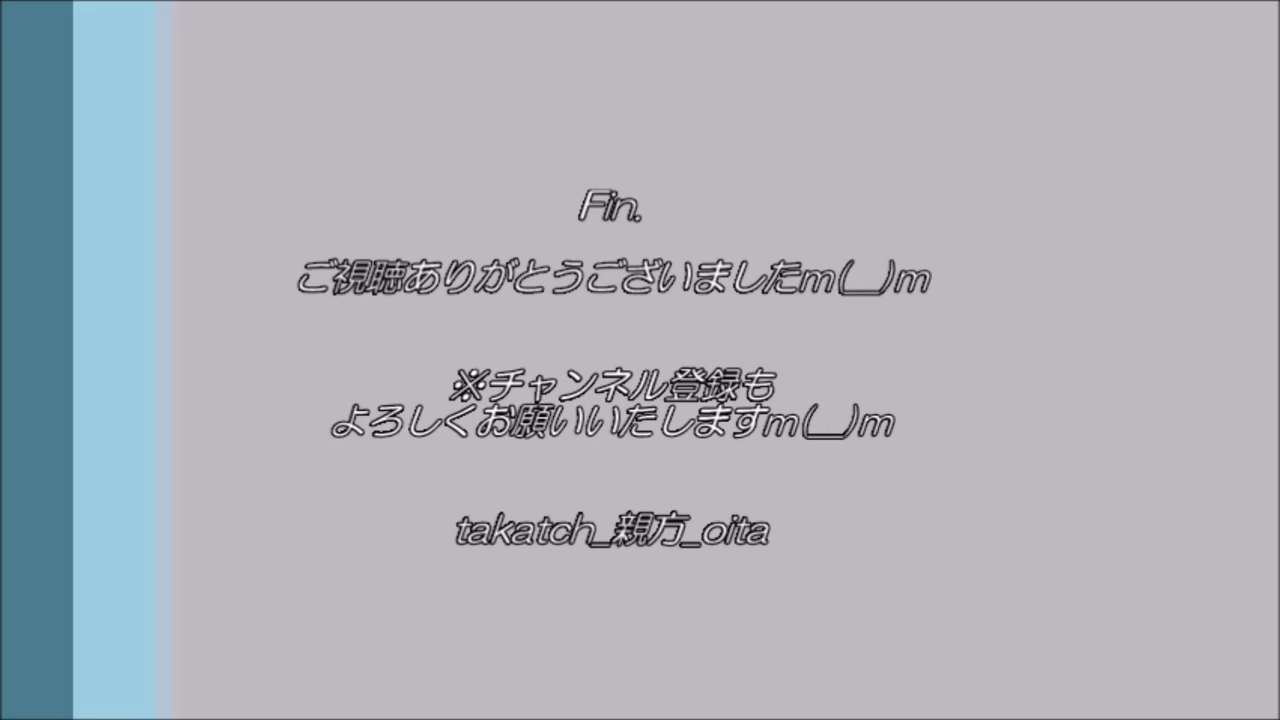 Fin.
ご視聴ありがとうございましたm(__)m
※チャンネル登録も
よろしくお願いいたしますm(__)m
takatch_親方_oita